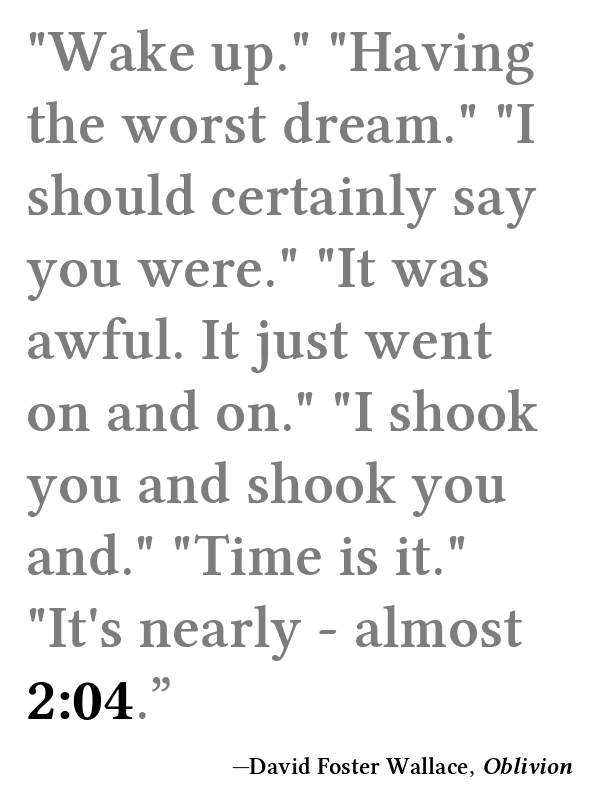 "Wake up." "Having
the worst dream." "I
should certainly say
you were." "It was
awful. It just went
on and on." "I shook
you and shook you
and." "Time is it."
"It's nearly - almost
2:04.”
—David Foster Wallace, Oblivion